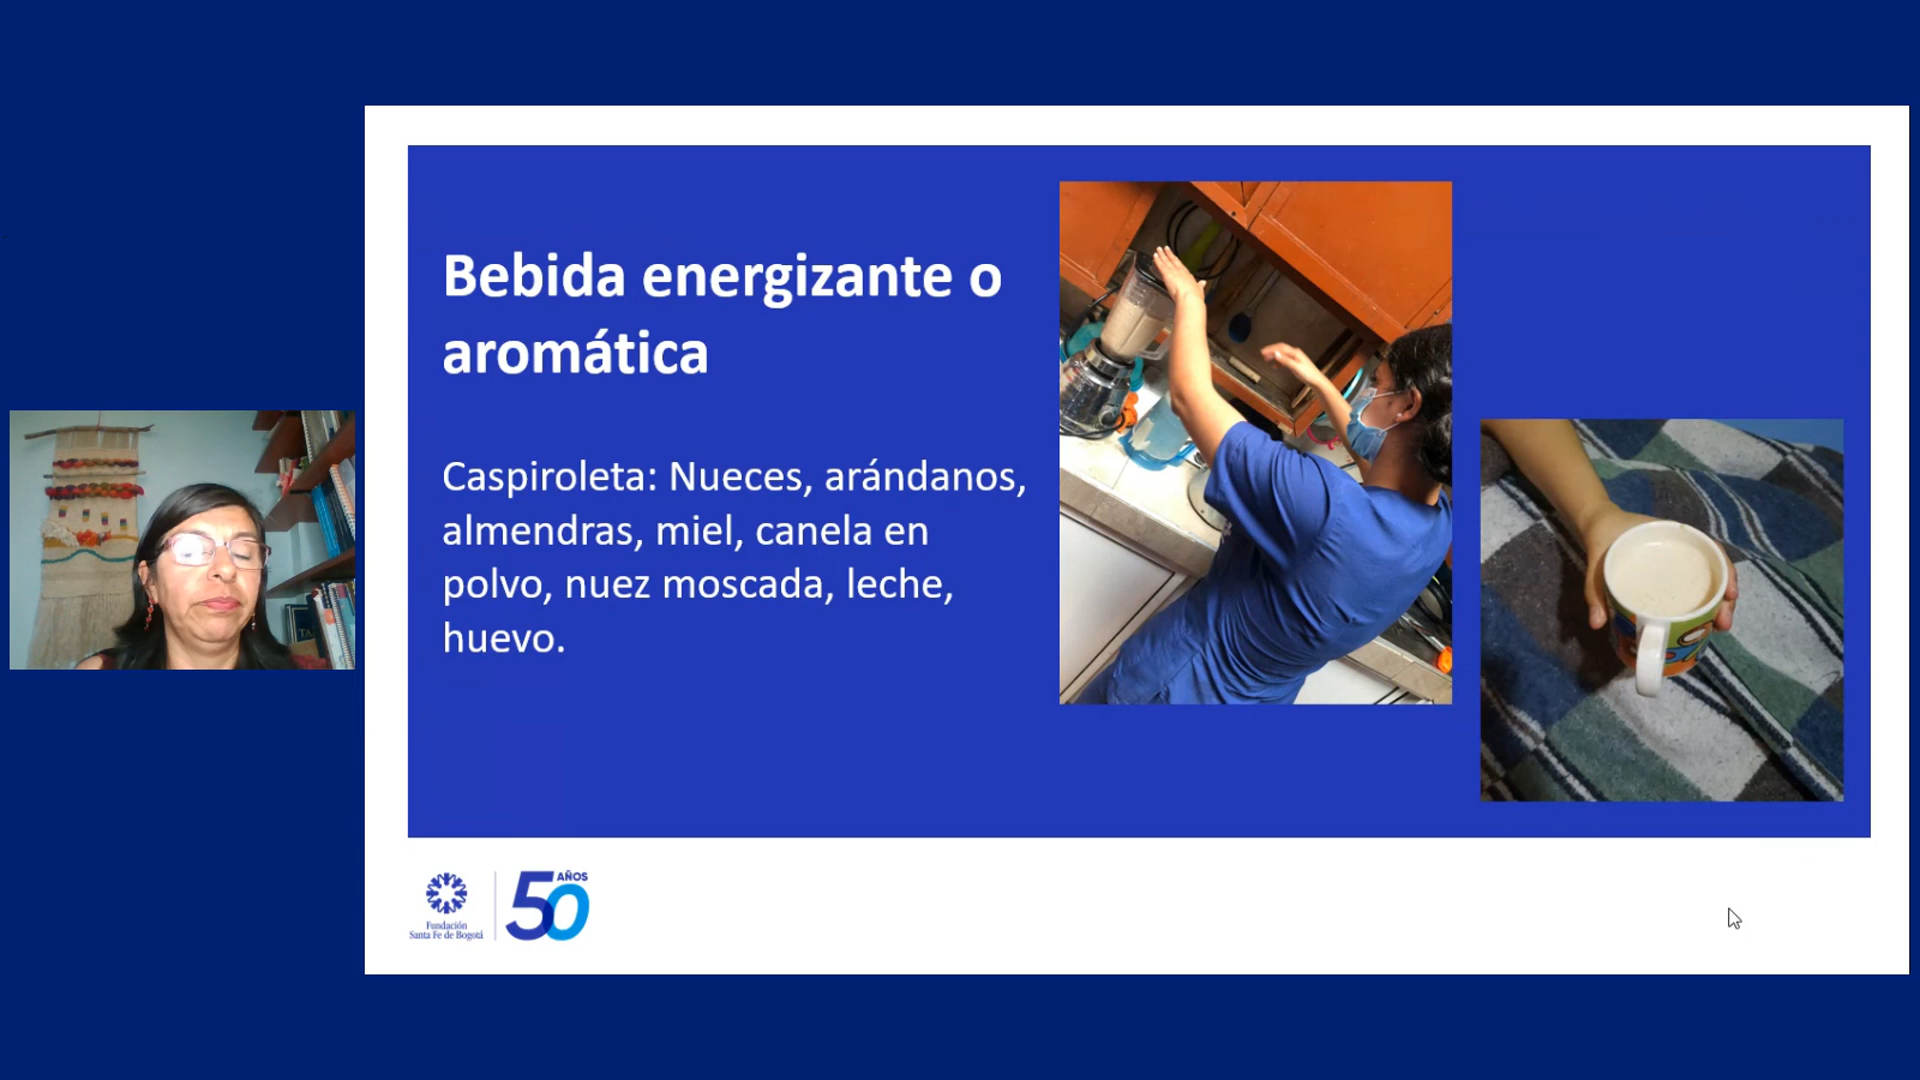 Bebida energizante o
aromática
Caspiroleta: Nueces, arándanos,
almendras, miel, canela en
polvo, nuez moscada, leche,
huevo.
Fundación
Santa Fe de Bogotá
50 AÑOS